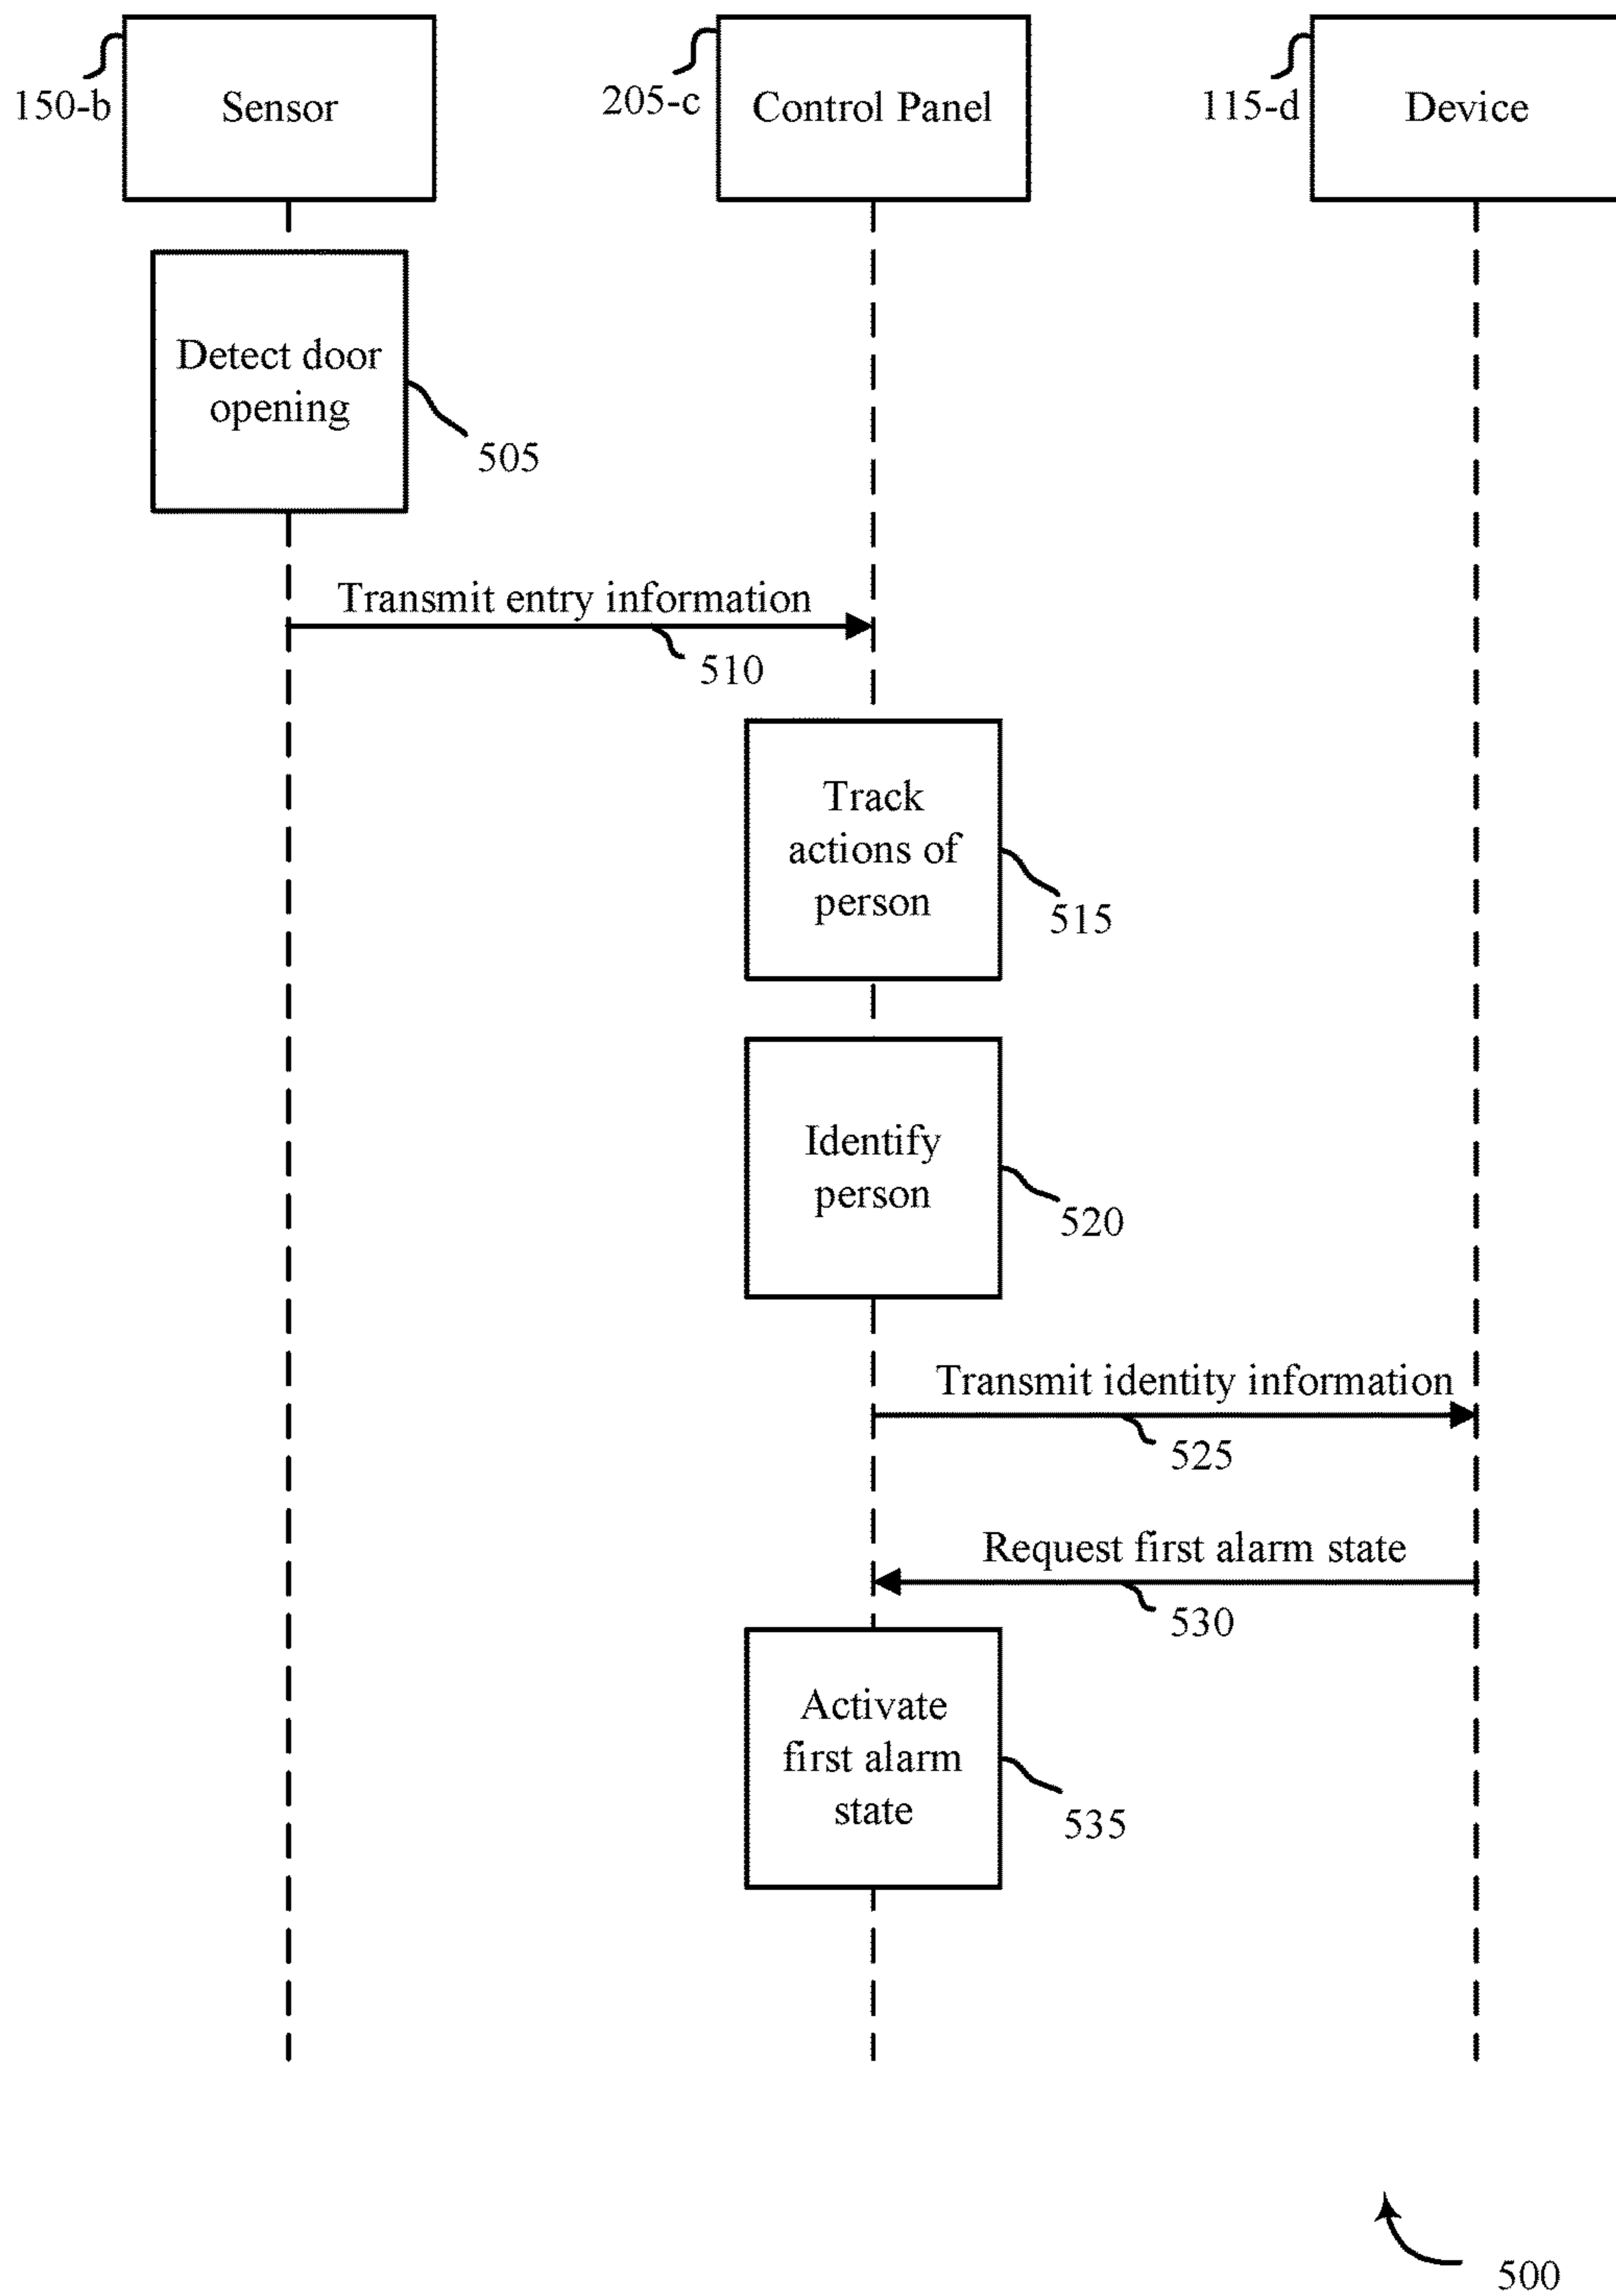 150-b
Sensor
205-c
Control Panel
115-d
Device
Detect door
opening
505
Transmit entry information
510
Track
actions of
person
515
Identify
person
520
Transmit identity information
525
Request first alarm state
530
Activate
first alarm
state
535
500